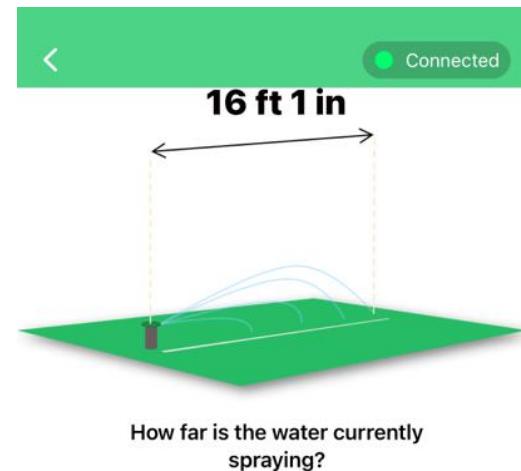 Connected
16 ft 1 in
How far is the water currently
spraying?